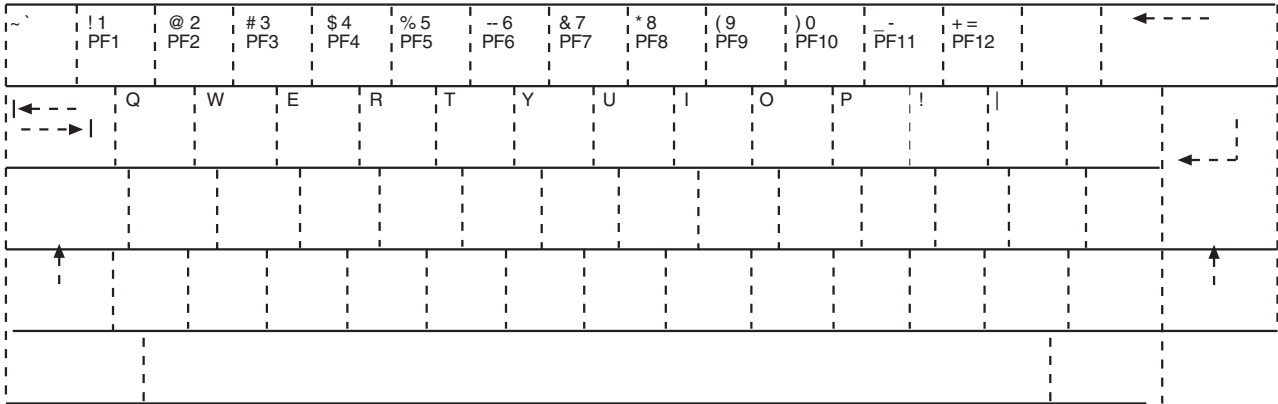 ~ ` ! 1 @ 2 # 3 $ 4 % 5 -- 6 & 7 * 8 ( 9 ) 0 _ - + =
PF1 PF2 PF3 PF4 PF5 PF6 PF7 PF8 PF9 PF10 PF11 PF12
Q W E R T Y U I O P ! |